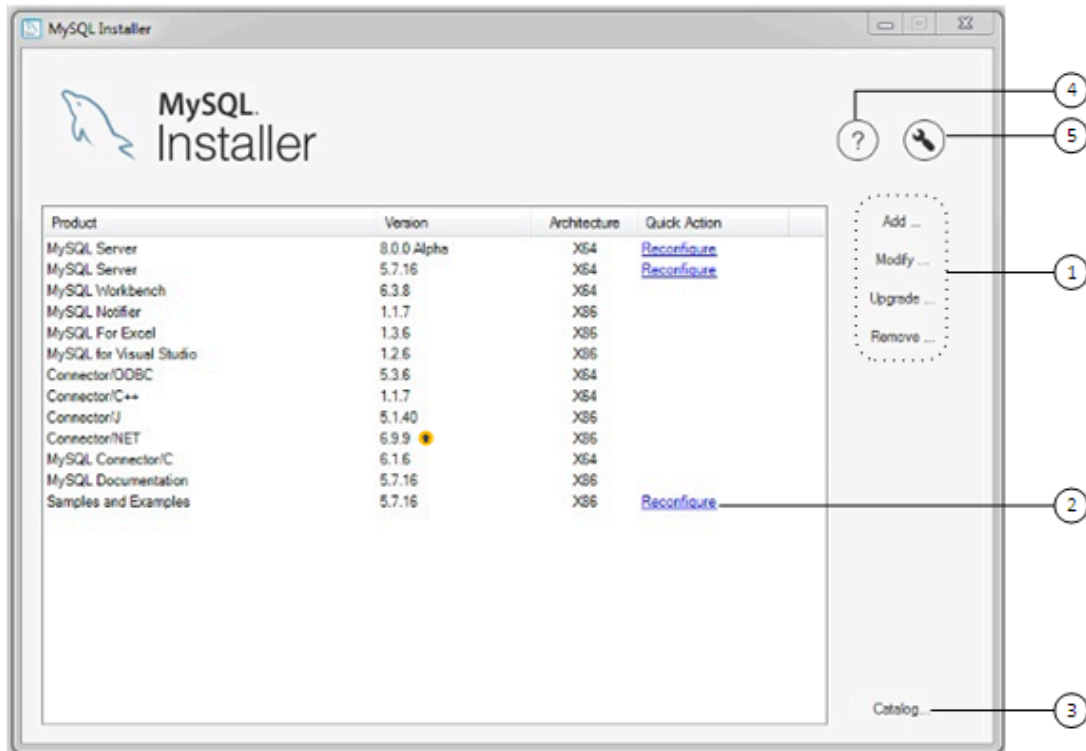 MySQL Installer
MySQL.
Installer
4
?
5
Product Version Architecture Quick Action
MySQL Server 8.0.0 Alpha X64 Reconfigure
MySQL Server 5.7.16 X64 Reconfigure
MySQL Workbench 6.3.8 X64
MySQL Notifier 1.1.7 X86
MySQL For Excel 1.3.6 X86
MySQL for Visual Studio 1.2.6 X86
Connector/ODBC 5.3.6 X64
Connector/C++ 1.1.7 X64
Connector/J 5.1.40 X86
Connector/NET 6.9.9 X86
MySQL Connector/C 6.1.6 X64
MySQL Documentation 5.7.16 X86
Samples and Examples 5.7.16 X86 Reconfigure
Add ...
Modify ...
Upgrade ...
Remove ...
1
2
Catalog...
3